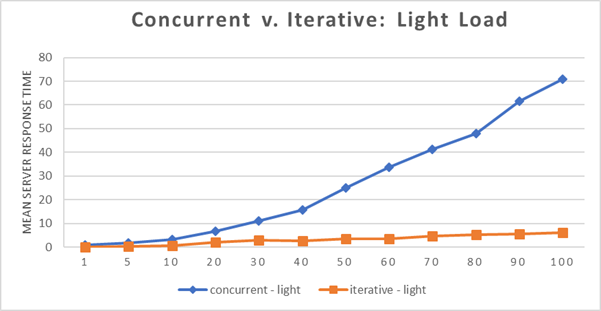 Concurrent v. Iterative: Light Load
MEAN SERVER RESPONSE TIME
80
70
60
50
40
30
20
10
0
1 5 10 20 30 40 50 60 70 80 90 100
concurrent - light iterative - light